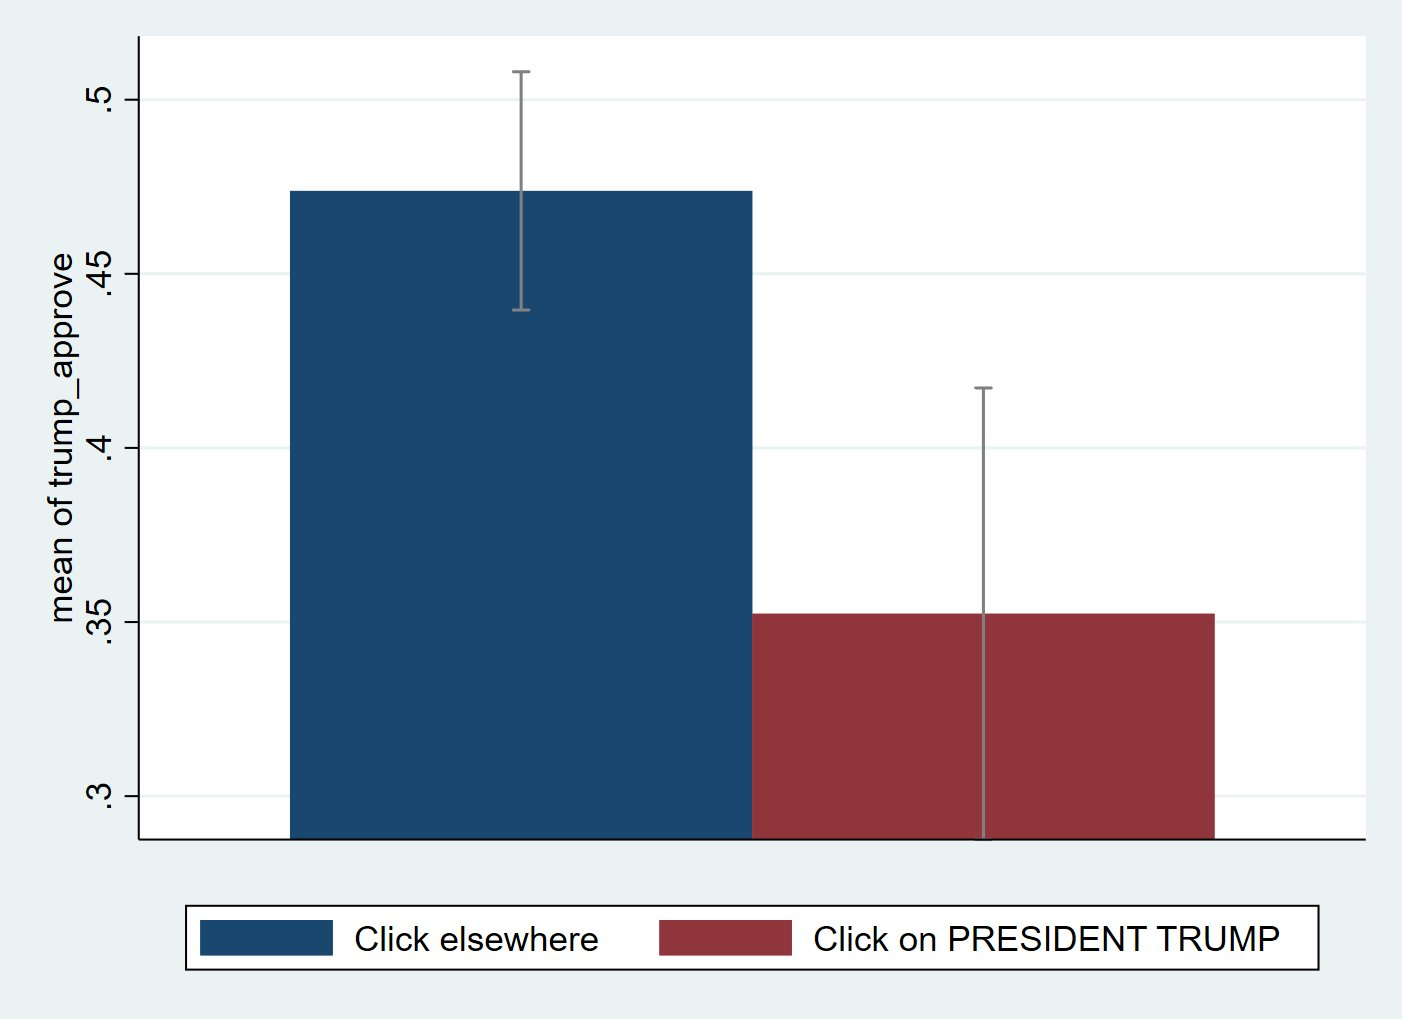 mean of trump_approve
.5
.45
.4
.35
.3
Click elsewhere
Click on PRESIDENT TRUMP